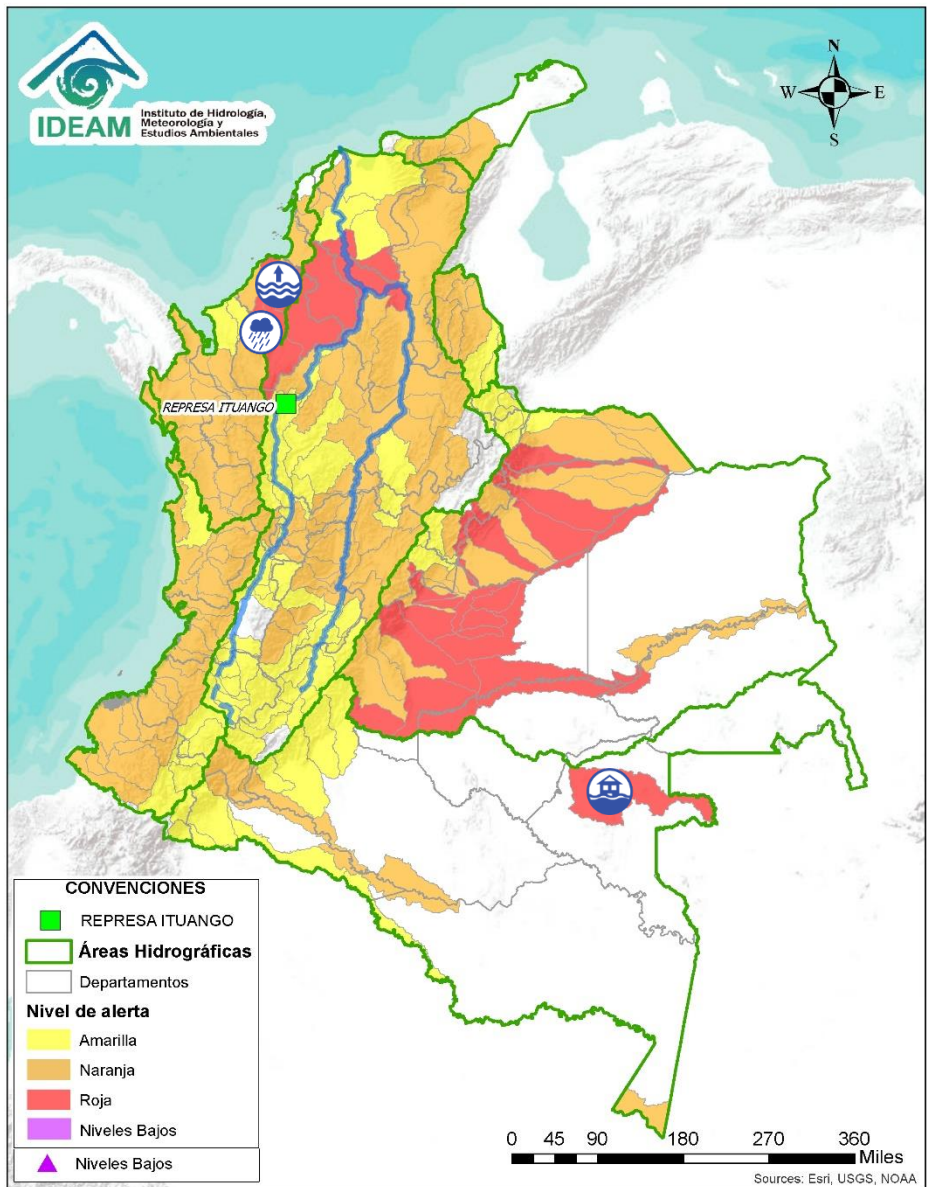 IDEAM
Instituto de Hidrología,
Meteorología y
Estudios Ambientales
N
W
E
S
REPRESA ITUANGO
CONVENCIONES
REPRESA ITUANGO
Áreas Hidrográficas
Departamentos
Nivel de alerta
Amarilla
Naranja
Roja
Niveles Bajos
Niveles Bajos
0 45 90 180 270 360
Miles
Sources: Esri, USGS, NOAA